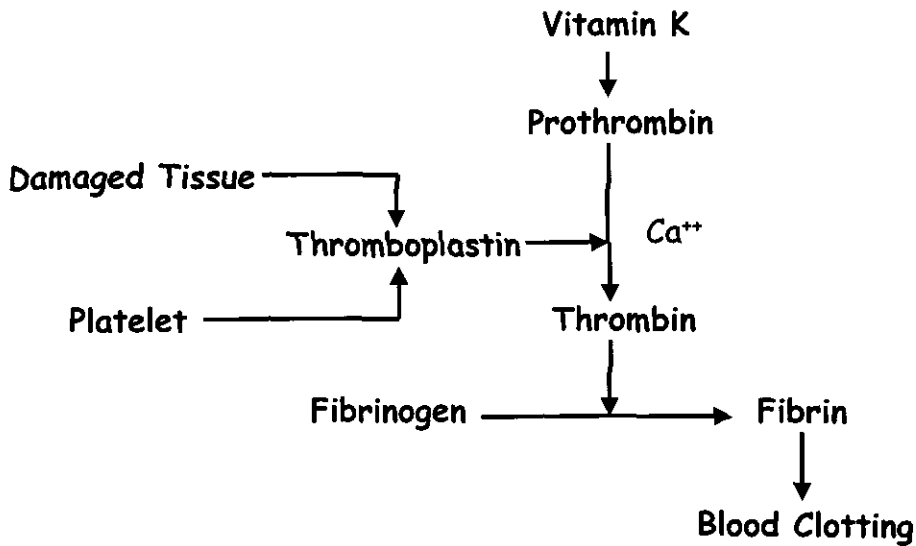 Vitamin K
Prothrombin
Damaged Tissue
Thromboplastin
Ca⁺⁺
Platelet
Thrombin
Fibrinogen
Fibrin
Blood Clotting